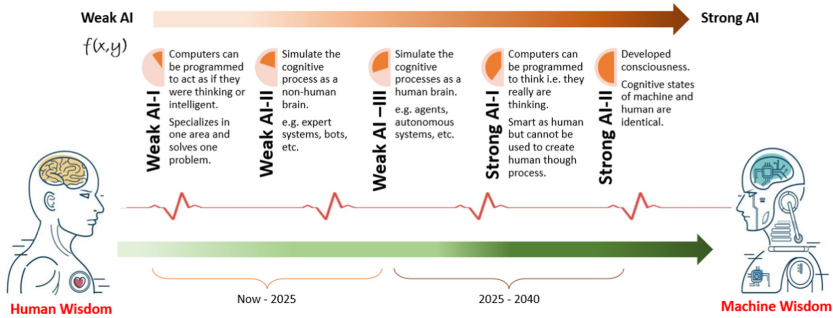 Weak AI
Strong AI
f(x,y)
Weak AI-I
Computers can
be programmed
to act as if they
were thinking or
intelligent.
Specializes in
one area and
solves one
problem.
Weak AI-II
Simulate the
cognitive
process as a
non-human
brain.
e.g. expert
systems, bots,
etc.
Weak AI –III
Simulate the
cognitive
processes as a
human brain.
e.g. agents,
autonomous
systems, etc.
Strong AI-I
Computers can
be programmed
to think i.e. they
really are
thinking.
Smart as human
but cannot be
used to create
human though
process.
Strong AI-II
Developed
consciousness.
Cognitive states
of machine and
human are
identical.
Human Wisdom
Now - 2025
2025 - 2040
Machine Wisdom